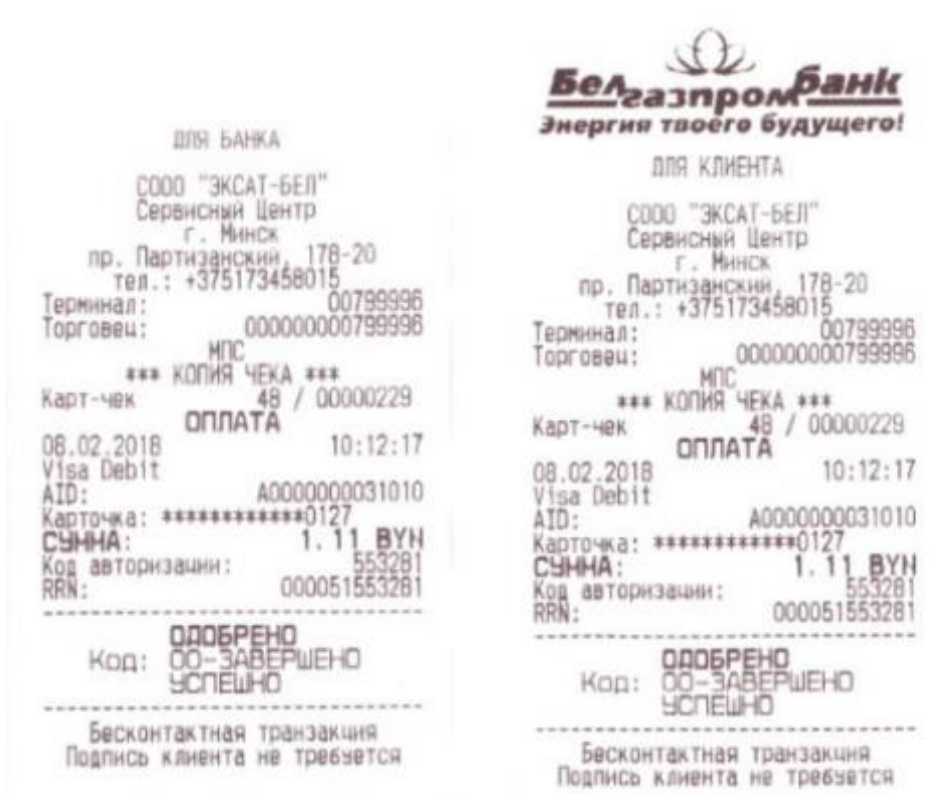 ДЛЯ БАНКА
СООО "ЭКСАТ-БЕЛ"
Сервисный Центр
г. Минск
пр. Партизанский, 178-20
тел.: +375173458015
Терминал: 00799996
Торговец: 000000000799996
МПС
*** КОПИЯ ЧЕКА ***
Карт-чек 48 / 00000229
ОПЛАТА
08.02.2018 10:12:17
Visa Debit
AID: A0000000031010
Карточка: ************0127
СУММА: 1.11 BYN
Код авторизации: 553281
RRN: 000051553281
ОДОБРЕНО
Код: 00-ЗАВЕРШЕНО
УСПЕШНО
Бесконтактная транзакция
Подпись клиента не требуется
Белгазпромбанк
Энергия твоего будущего!
ДЛЯ КЛИЕНТА
СООО "ЭКСАТ-БЕЛ"
Сервисный Центр
г. Минск
пр. Партизанский, 178-20
тел.: +375173458015
Терминал: 00799996
Торговец: 000000000799996
МПС
*** КОПИЯ ЧЕКА ***
Карт-чек 48 / 00000229
ОПЛАТА
08.02.2018 10:12:17
Visa Debit
AID: A0000000031010
Карточка: ************0127
СУММА: 1.11 BYN
Код авторизации: 553281
RRN: 000051553281
ОДОБРЕНО
Код: 00-ЗАВЕРШЕНО
УСПЕШНО
Бесконтактная транзакция
Подпись клиента не требуется